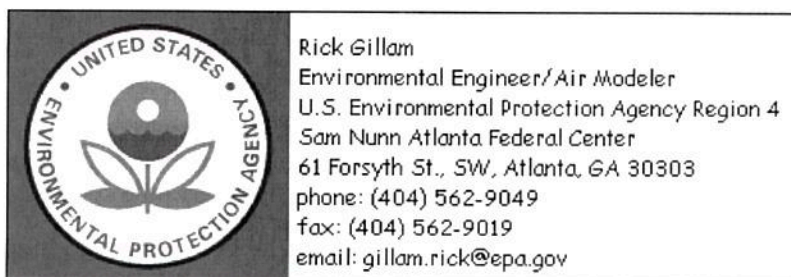 UNITED STATES
ENVIRONMENTAL PROTECTION AGENCY
Rick Gillam
Environmental Engineer/Air Modeler
U.S. Environmental Protection Agency Region 4
Sam Nunn Atlanta Federal Center
61 Forsyth St., SW, Atlanta, GA 30303
phone: (404) 562-9049
fax: (404) 562-9019
email: gillam.rick@epa.gov